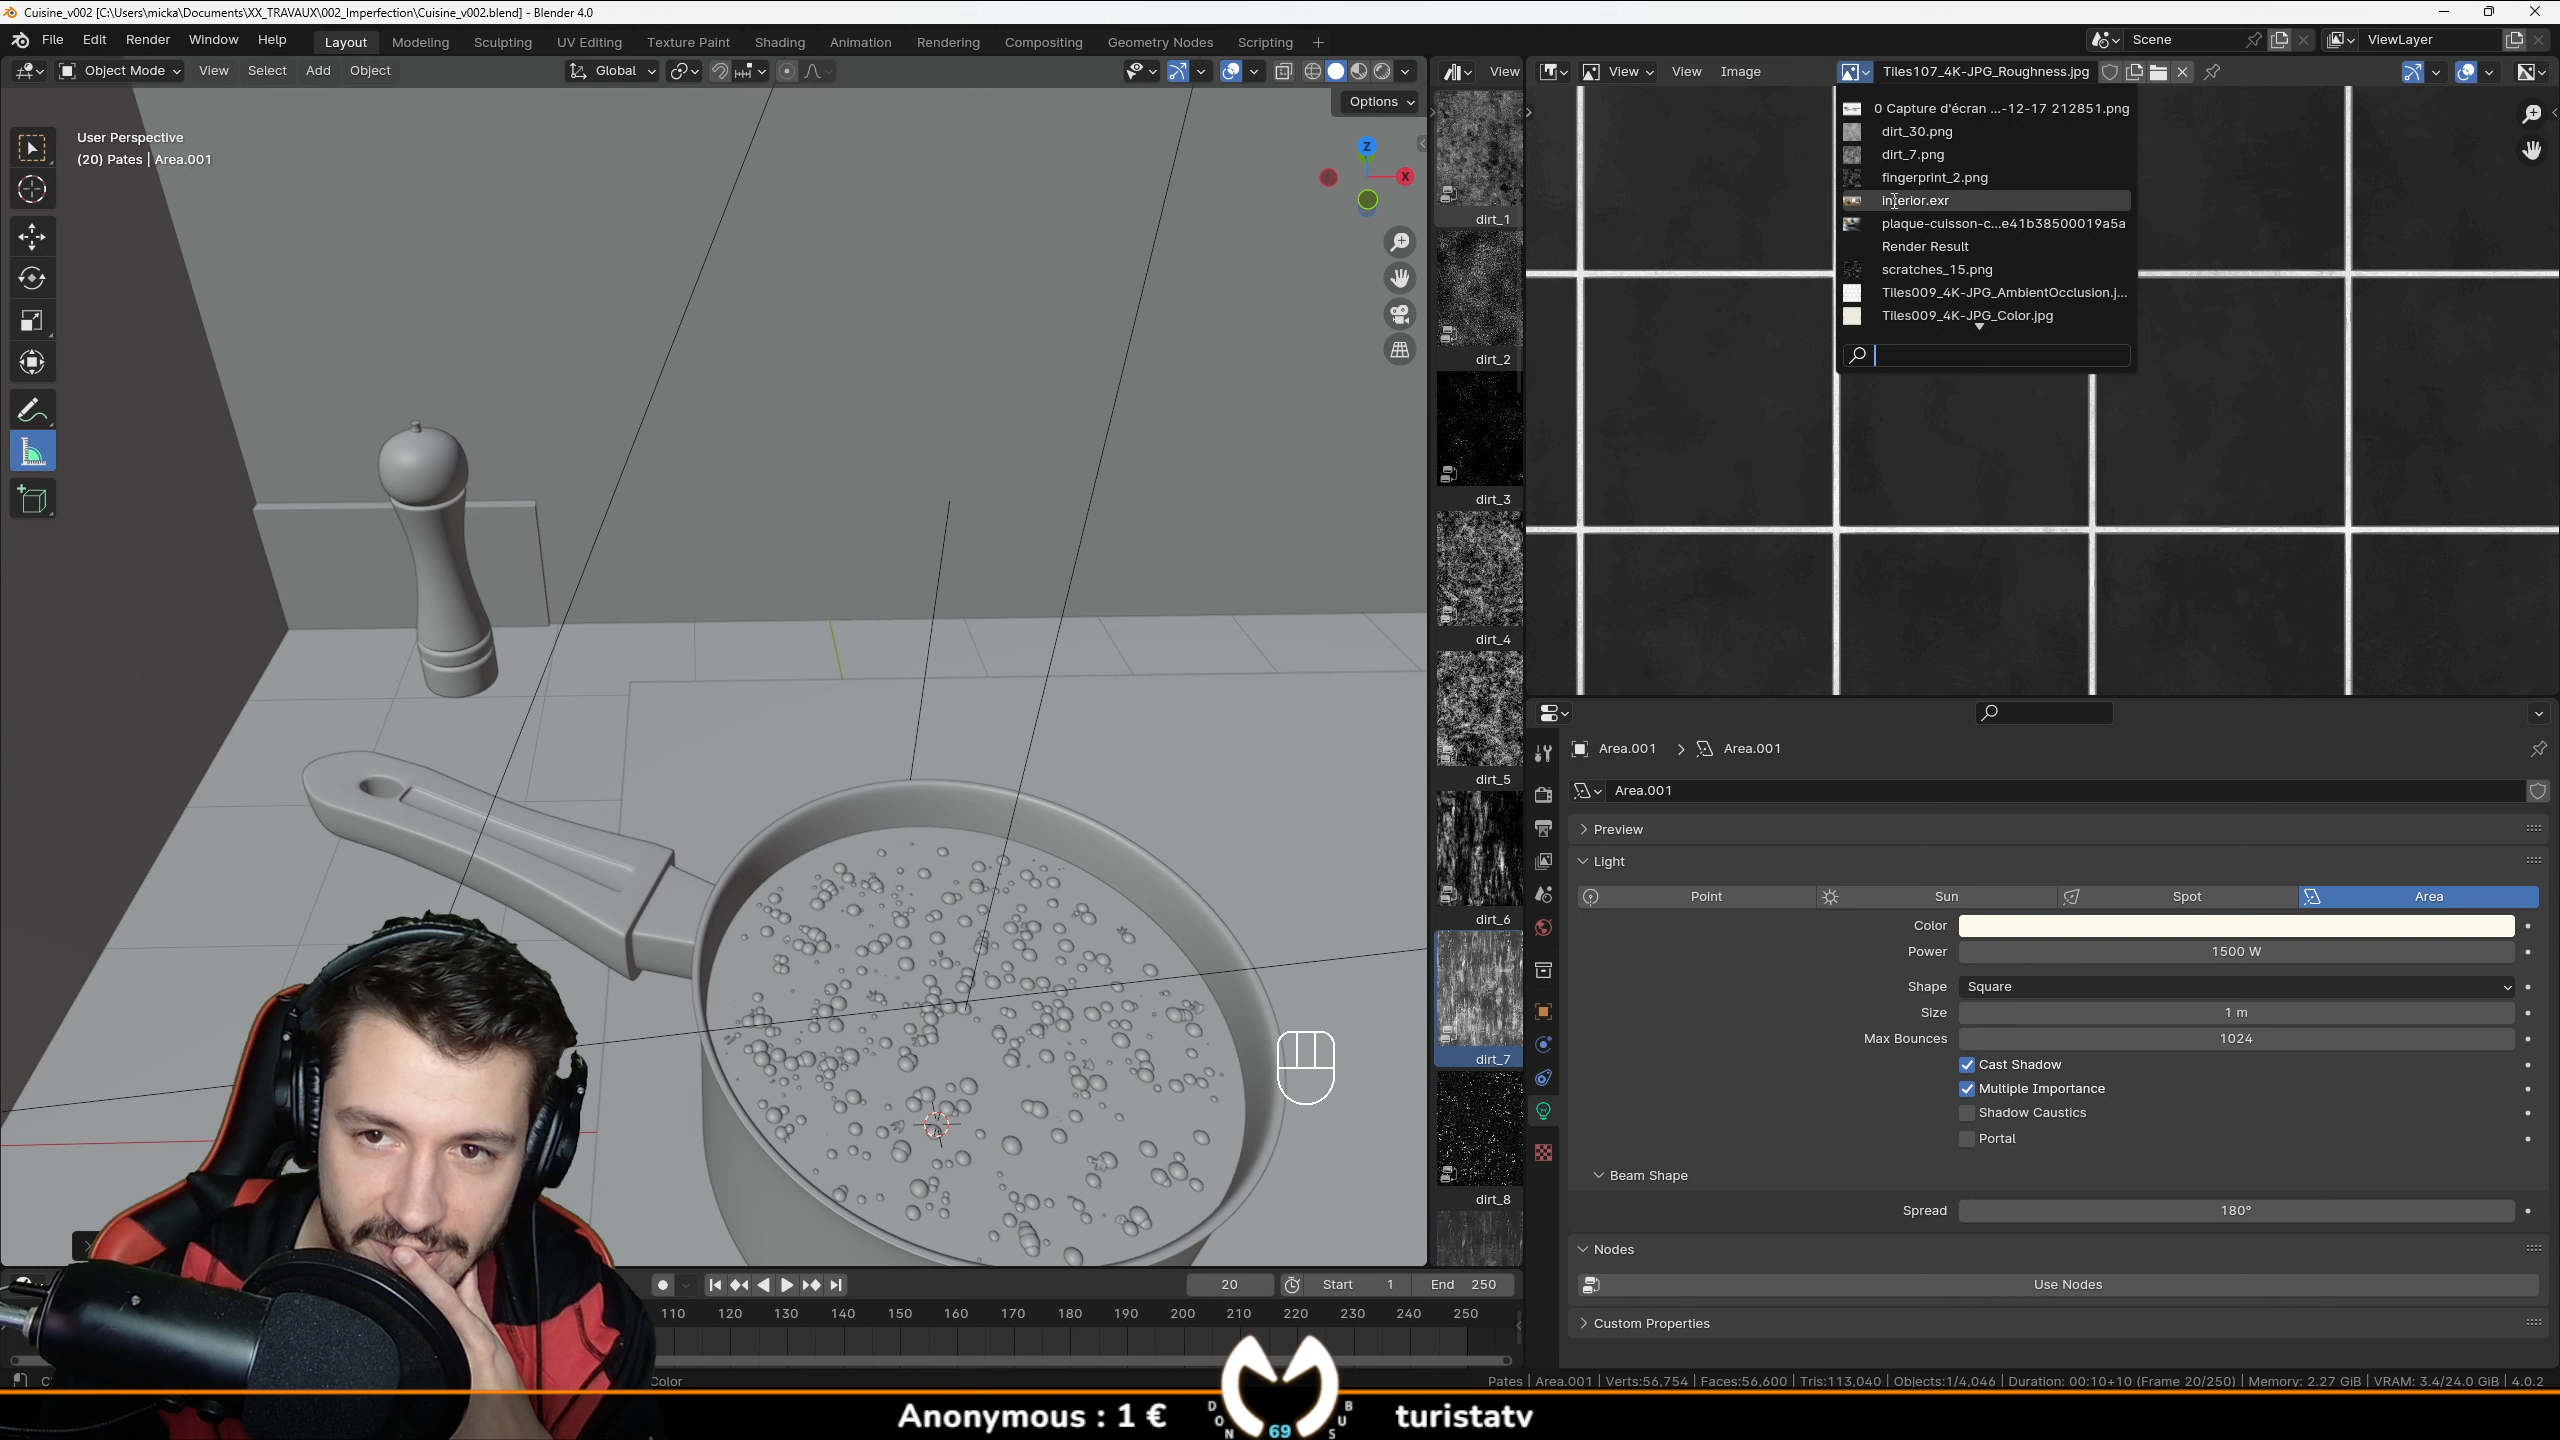 Cuisine_v002 [C:\Users\micka\Documents\XX_TRAVAUX\002_Imperfection\Cuisine_v002.blend] - Blender 4.0
File Edit Render Window Help Layout Modeling Sculpting UV Editing Texture Paint Shading Animation Rendering Compositing Geometry Nodes Scripting + Scene ViewLayer
Object Mode View Select Add Object Global View View View Image Tiles107_4K-JPG_Roughness.jpg
Options
User Perspective
(20) Pates | Area.001
Z
X
dirt_1
dirt_2
dirt_3
dirt_4
dirt_5
dirt_6
dirt_7
dirt_8
0 Capture d'écran ...-12-17 212851.png
dirt_30.png
dirt_7.png
fingerprint_2.png
interior.exr
plaque-cuisson-c...e41b38500019a5a
Render Result
scratches_15.png
Tiles009_4K-JPG_AmbientOcclusion.j...
Tiles009_4K-JPG_Color.jpg
Area.001 > Area.001
Area.001
Preview
Light
Point Sun Spot Area
Color
Power 1500 W
Shape Square
Size 1 m
Max Bounces 1024
Cast Shadow
Multiple Importance
Shadow Caustics
Portal
Beam Shape
Spread 180°
Nodes
Use Nodes
Custom Properties
20 Start 1 End 250
110 120 130 140 150 160 170 180 190 200 210 220 230 240 250
Color
Pates | Area.001 | Verts:56,754 | Faces:56,600 | Tris:113,040 | Objects:1/4,046 | Duration: 00:10+10 (Frame 20/250) | Memory: 2.27 GiB | VRAM: 3.4/24.0 GiB | 4.0.2
Anonymous : 1 €
DON
69
BUS
turistatv